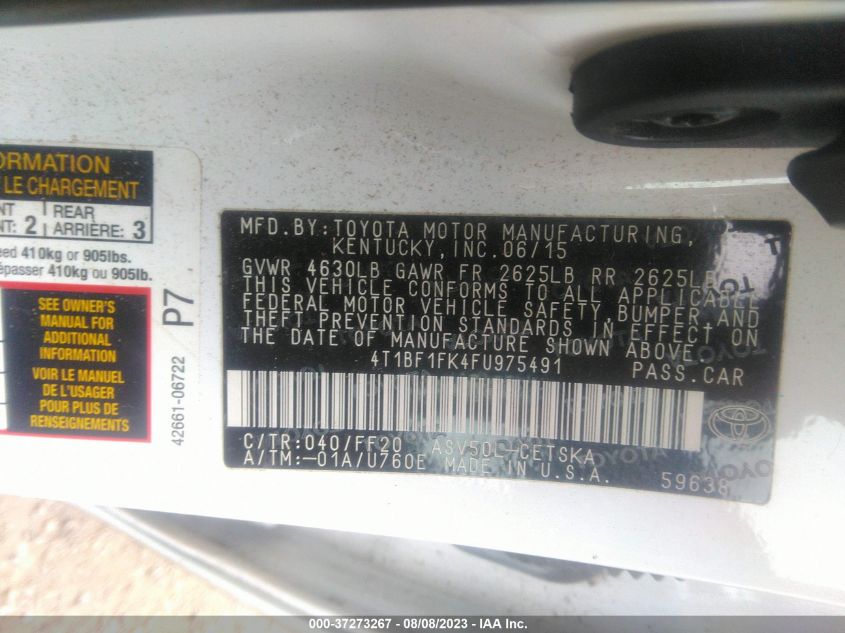 ORMATION
LE CHARGEMENT
NT 2 REAR 3
NT: ARRIÈRE:
eed 410kg or 905lbs.
épasser 410kg ou 905lb.
SEE OWNER'S
MANUAL FOR
ADDITIONAL
INFORMATION
VOIR LE MANUEL
DE L'USAGER
POUR PLUS DE
RENSEIGNEMENTS
P7
42661-06722
MFD.BY:TOYOTA MOTOR MANUFACTURING,
KENTUCKY,INC.06/15
GVWR 4630LB GAWR FR 2625LB RR 2625LB
THIS VEHICLE CONFORMS TO ALL APPLICABLE
FEDERAL MOTOR VEHICLE SAFETY,BUMPER,AND
THEFT PREVENTION STANDARDS IN EFFECT ON
THE DATE OF MANUFACTURE SHOWN ABOVE.
4T1BF1FK4FU975491 PASS.CAR
C/TR:040/FF20 ASV50L-CETSKA
A/TM:-01A/U760E MADE IN U.S.A.
59638
TOYOTA
000-37273267 - 08/08/2023 - IAA Inc.